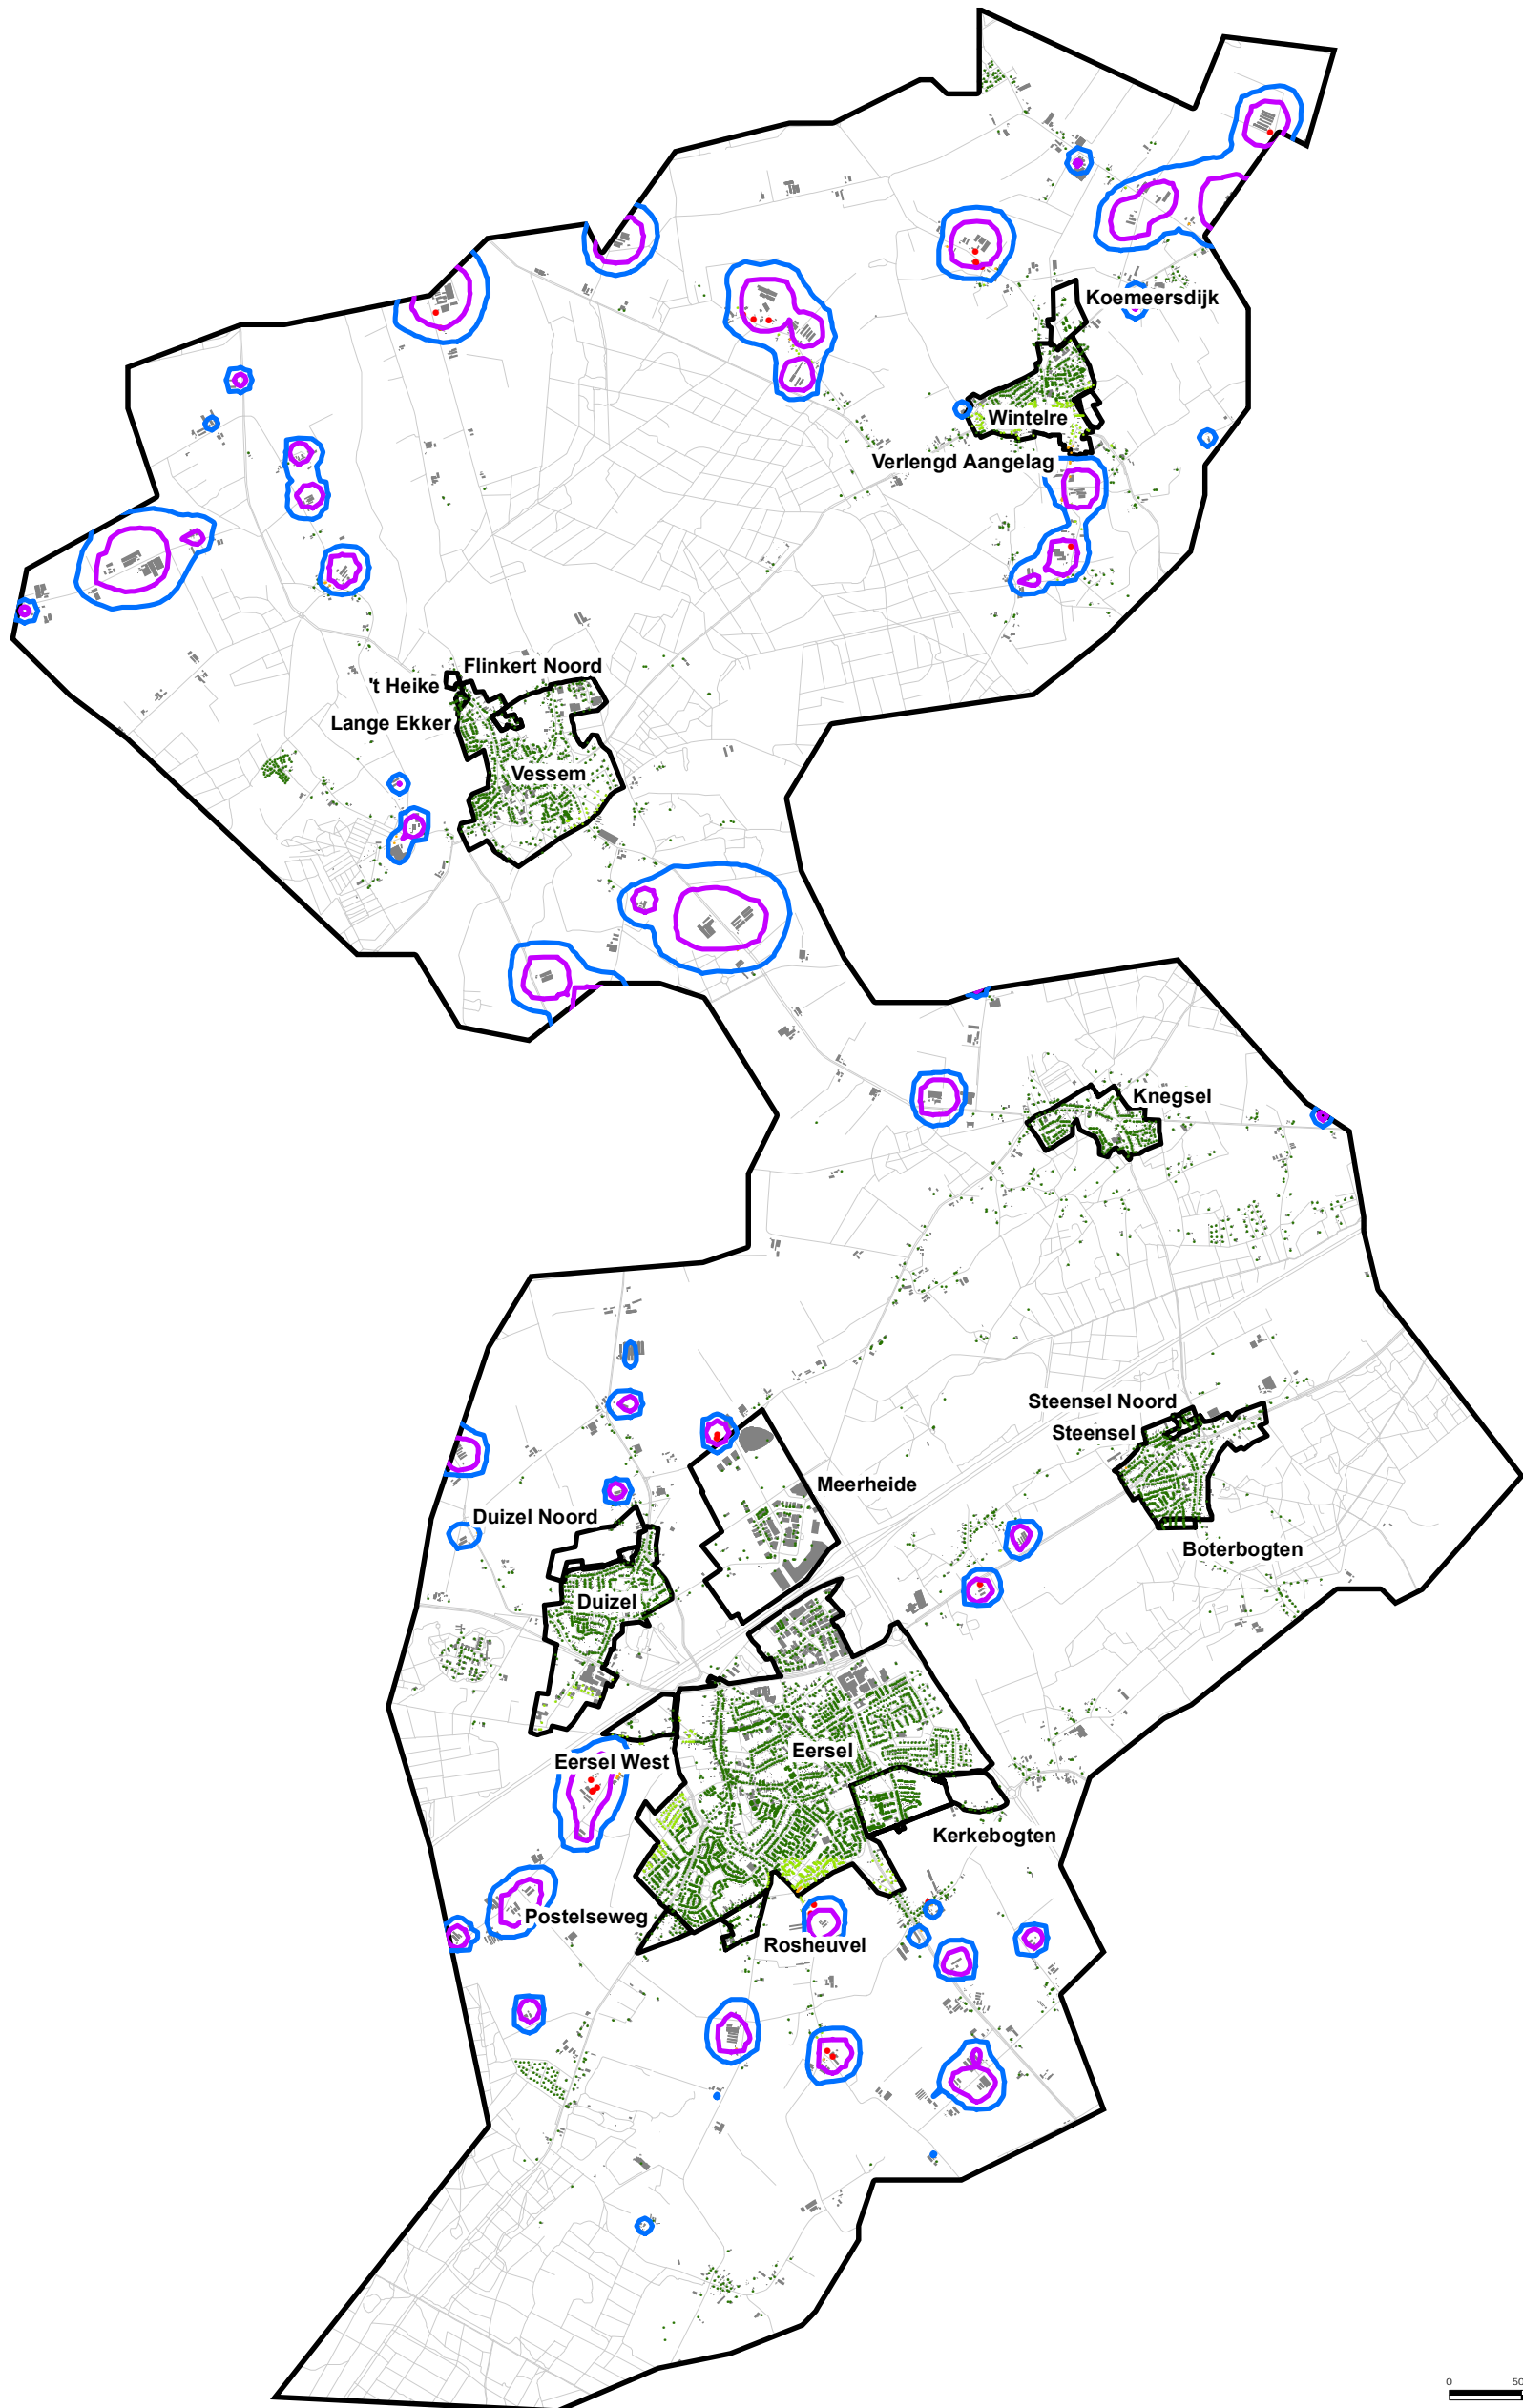 Koemeersdijk
Wintelre
Verlengd Aangelag
Flinkert Noord
't Heike
Lange Ekker
Vessem
Knegsel
Steensel Noord
Steensel
Meerheide
Duizel Noord
Boterbogten
Duizel
Eersel
Eersel West
Kerkebogten
Postelseweg
Rosheuvel
0 50